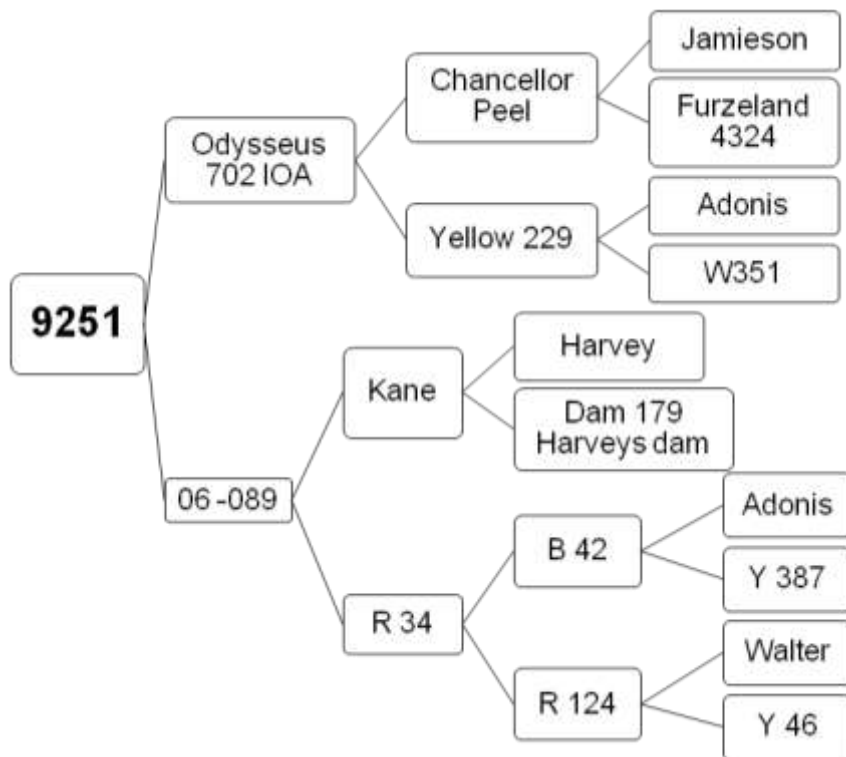 Jamieson
Chancellor
Peel
Furzeland
4324
Odysseus
702 IOA
Adonis
Yellow 229
W351
9251
Harvey
Kane
Dam 179
Harveys dam
06-089
Adonis
B 42
Y 387
R 34
Walter
R 124
Y 46